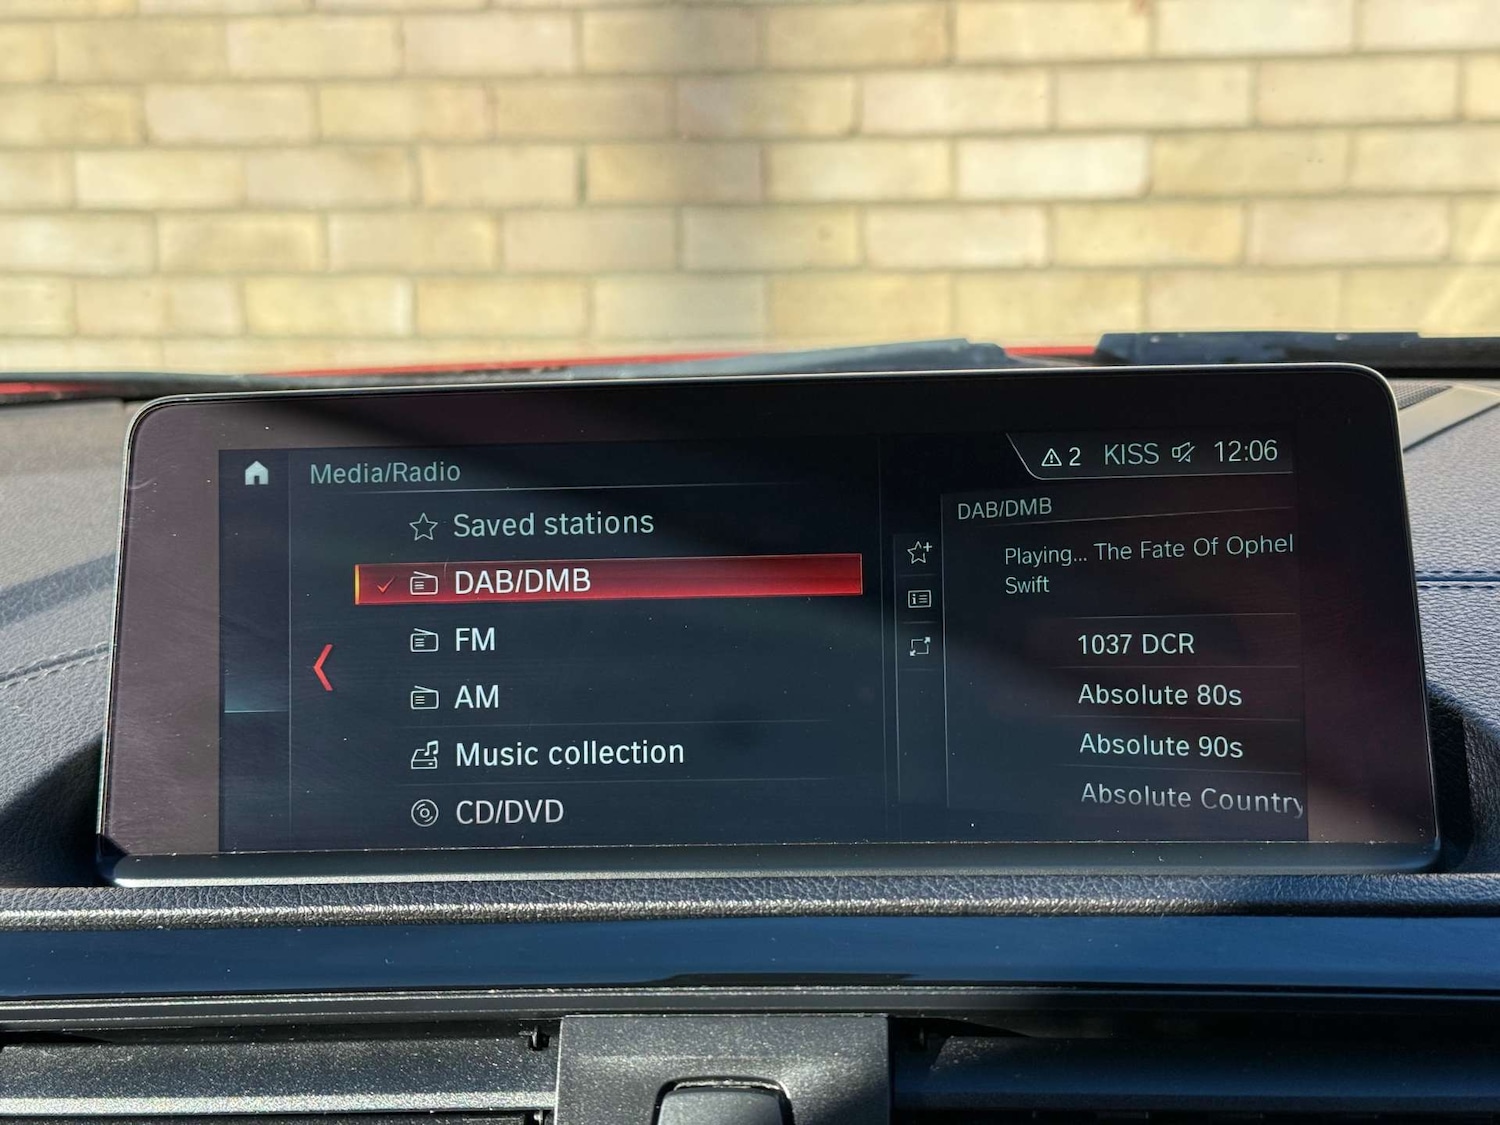 Media/Radio
Saved stations
DAB/DMB
FM
AM
Music collection
CD/DVD
2 KISS 12:06
DAB/DMB
Playing... The Fate Of Ophel
Swift
1037 DCR
Absolute 80s
Absolute 90s
Absolute Country